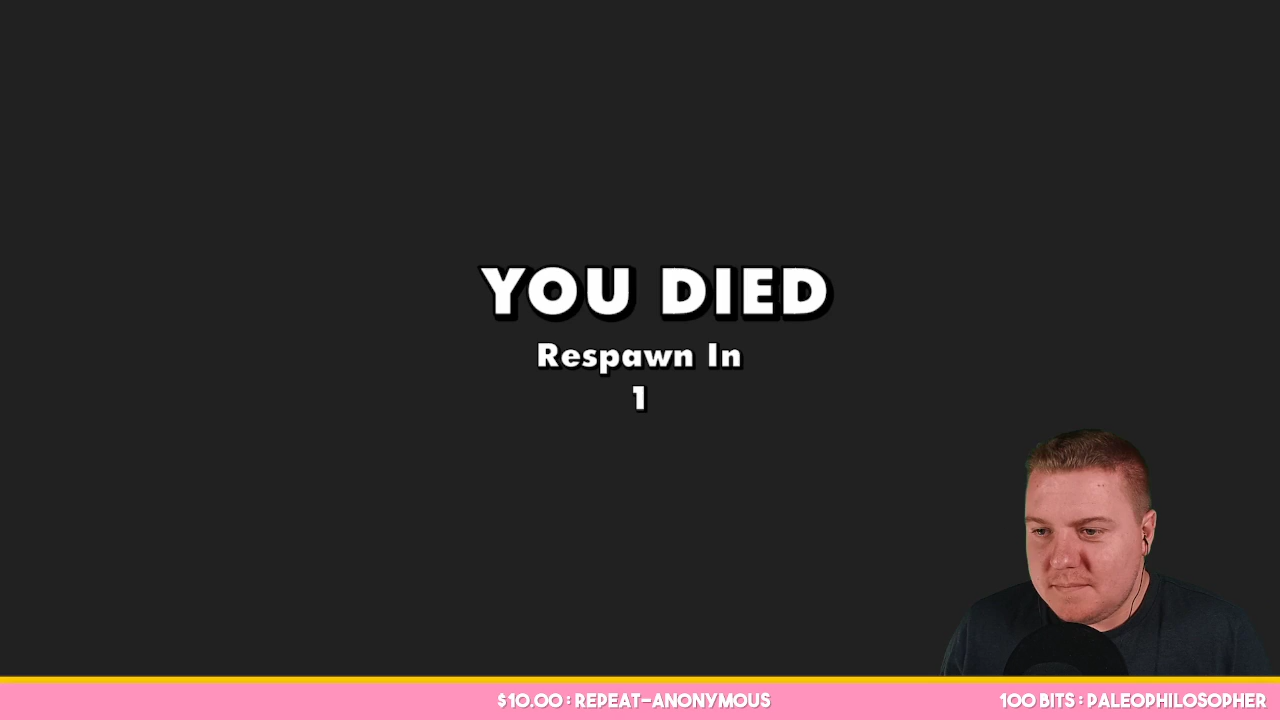 YOU DIED
Respawn In
1
$10.00 : REPEAT-ANONYMOUS
100 BITS : PALEOPHILOSOPHER